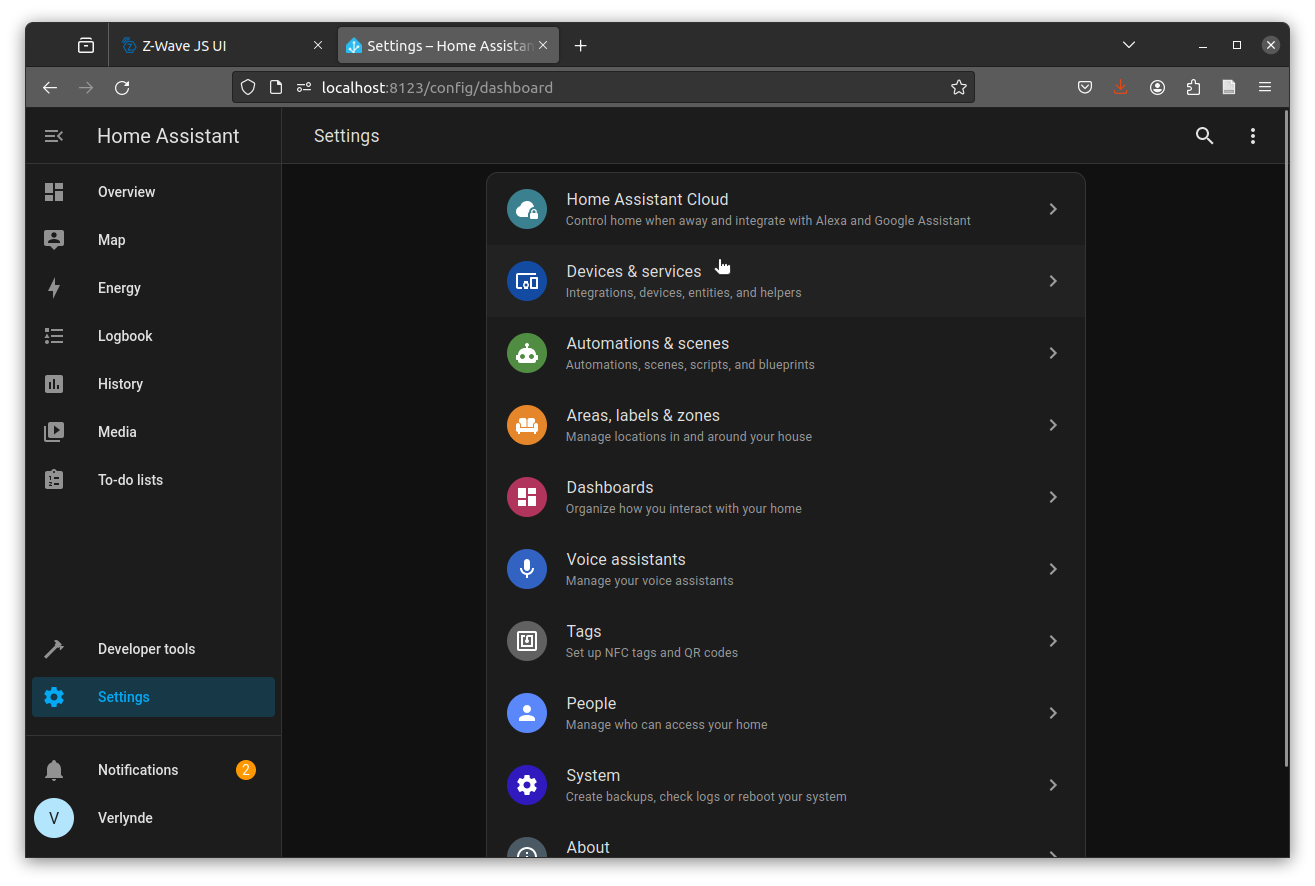 Z-Wave JS UI
Settings – Home Assistan
localhost:8123/config/dashboard
Home Assistant
Settings
Overview
Map
Energy
Logbook
History
Media
To-do lists
Developer tools
Settings
Notifications
2
V
Verlynde
Home Assistant Cloud
Control home when away and integrate with Alexa and Google Assistant
Devices & services
Integrations, devices, entities, and helpers
Automations & scenes
Automations, scenes, scripts, and blueprints
Areas, labels & zones
Manage locations in and around your house
Dashboards
Organize how you interact with your home
Voice assistants
Manage your voice assistants
Tags
Set up NFC tags and QR codes
People
Manage who can access your home
System
Create backups, check logs or reboot your system
About